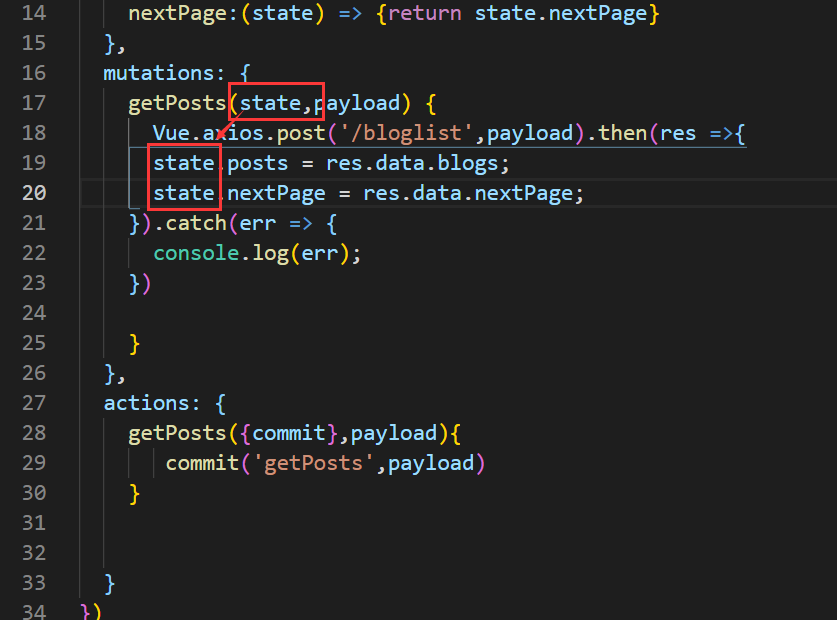 14 nextPage:(state) => {return state.nextPage}
15 },
16 mutations: {
17 getPosts(state,payload) {
18 Vue.axios.post('/bloglist',payload).then(res =>{
19 state.posts = res.data.blogs;
20 state.nextPage = res.data.nextPage;
21 }).catch(err => {
22 console.log(err);
23 })
24
25 }
26 },
27 actions: {
28 getPosts({commit},payload){
29 commit('getPosts',payload)
30 }
31
32
33 }
34 })